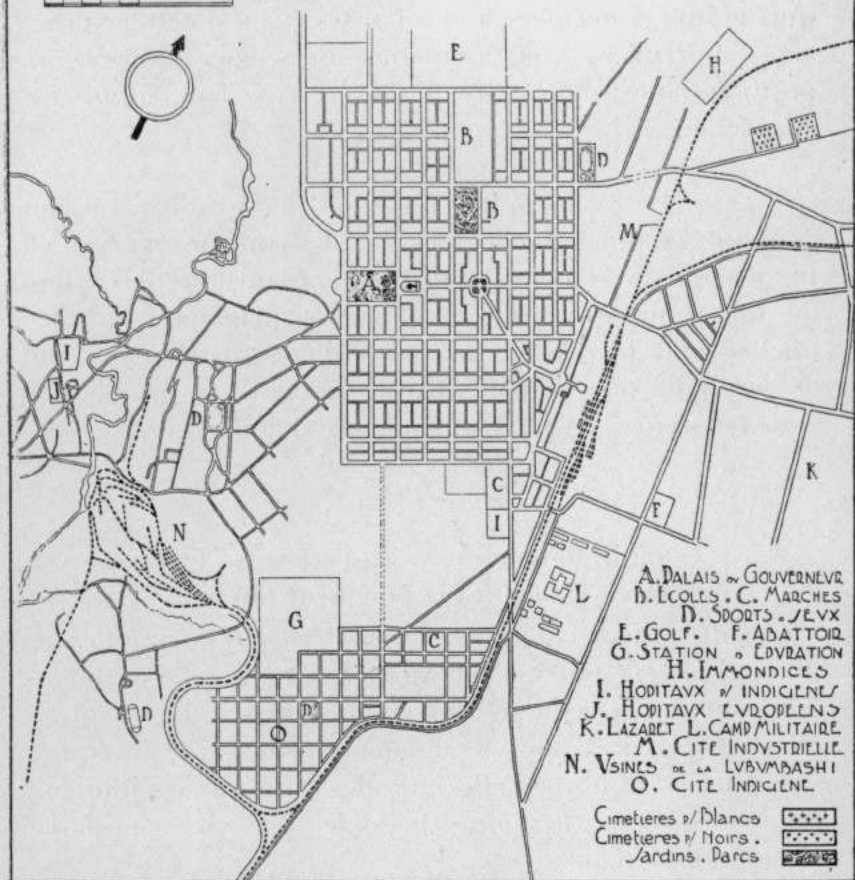 E
H
B
D
B
M
A
I
J
D
K
C
F
N
I
L
G
C
D
D
O
A. PALAIS DU GOUVERNEUR
B. ECOLES. C. MARCHES
D. SPORTS. JEUX
E. GOLF. F. ABATTOIR
G. STATION D EPURATION
H. IMMONDICES
I. HOPITAUX P/ INDIGENES
J. HOPITAUX EUROPEENS
K. LAZARET L. CAMP MILITAIRE
M. CITE INDUSTRIELLE
N. USINES DE LA LUBUMBASHI
O. CITE INDIGENE
Cimetieres p/ Blancs
Cimetieres p/ Noirs.
Jardins. Parcs